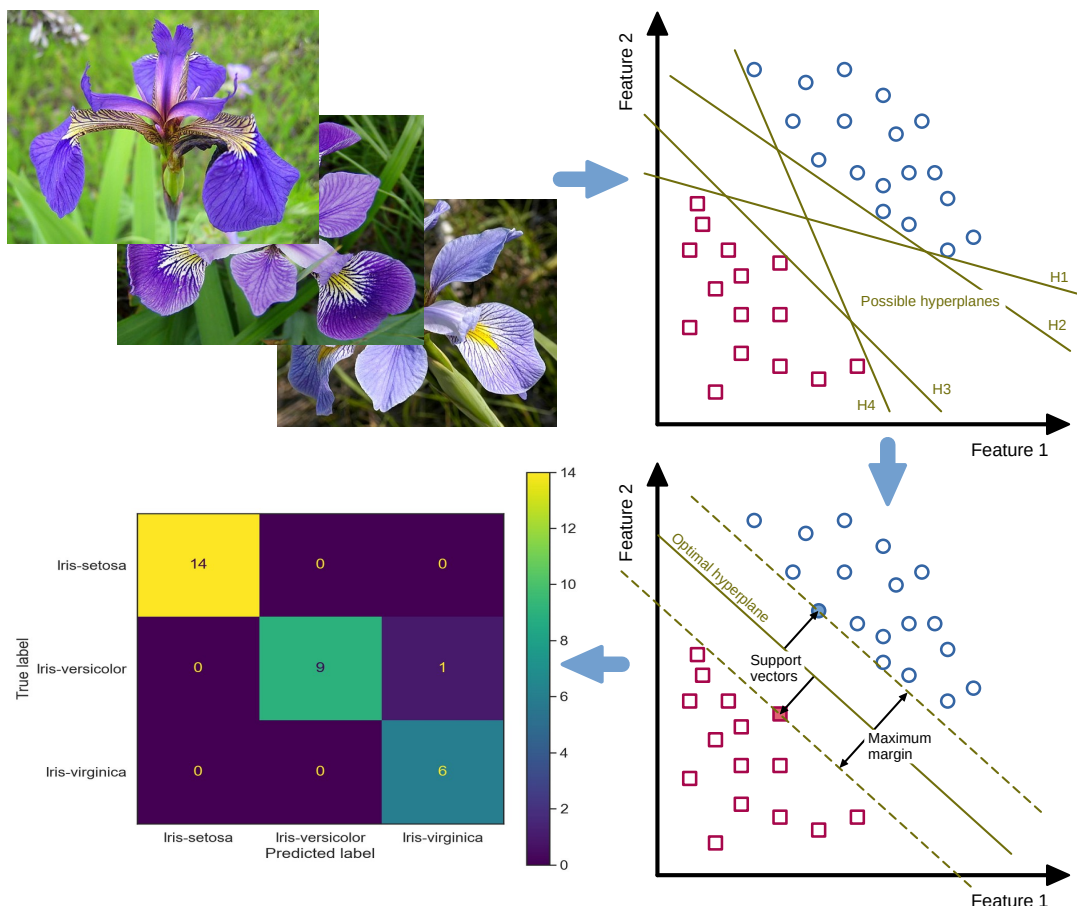 Feature 2
H1
Possible hyperplanes
H2
H3
H4
Feature 1
14
12
10
8
6
4
2
0
True label
Iris-setosa
14
0
0
Iris-versicolor
0
9
1
Iris-virginica
0
0
6
Iris-setosa
Iris-versicolor
Iris-virginica
Predicted label
Feature 2
Optimal hyperplane
Support
vectors
Maximum
margin
Feature 1